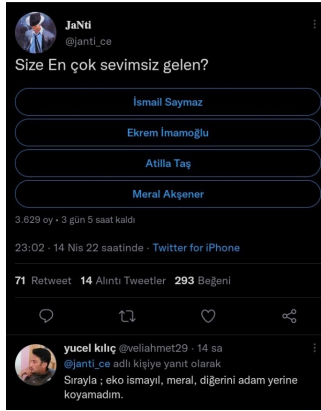 JaNti
@janti_ce
Size En çok sevimsiz gelen?
İsmail Saymaz
Ekrem İmamoğlu
Atilla Taş
Meral Akşener
3.629 oy • 3 gün 5 saat kaldı
23:02 · 14 Nis 22 saatinde · Twitter for iPhone
71 Retweet 14 Alıntı Tweetler 293 Beğeni
yucel kılıç @veliahmet29 · 14 sa
@janti_ce adlı kişiye yanıt olarak
Sırayla ; eko ismayıl, meral, diğerini adam yerine
koyamadım.